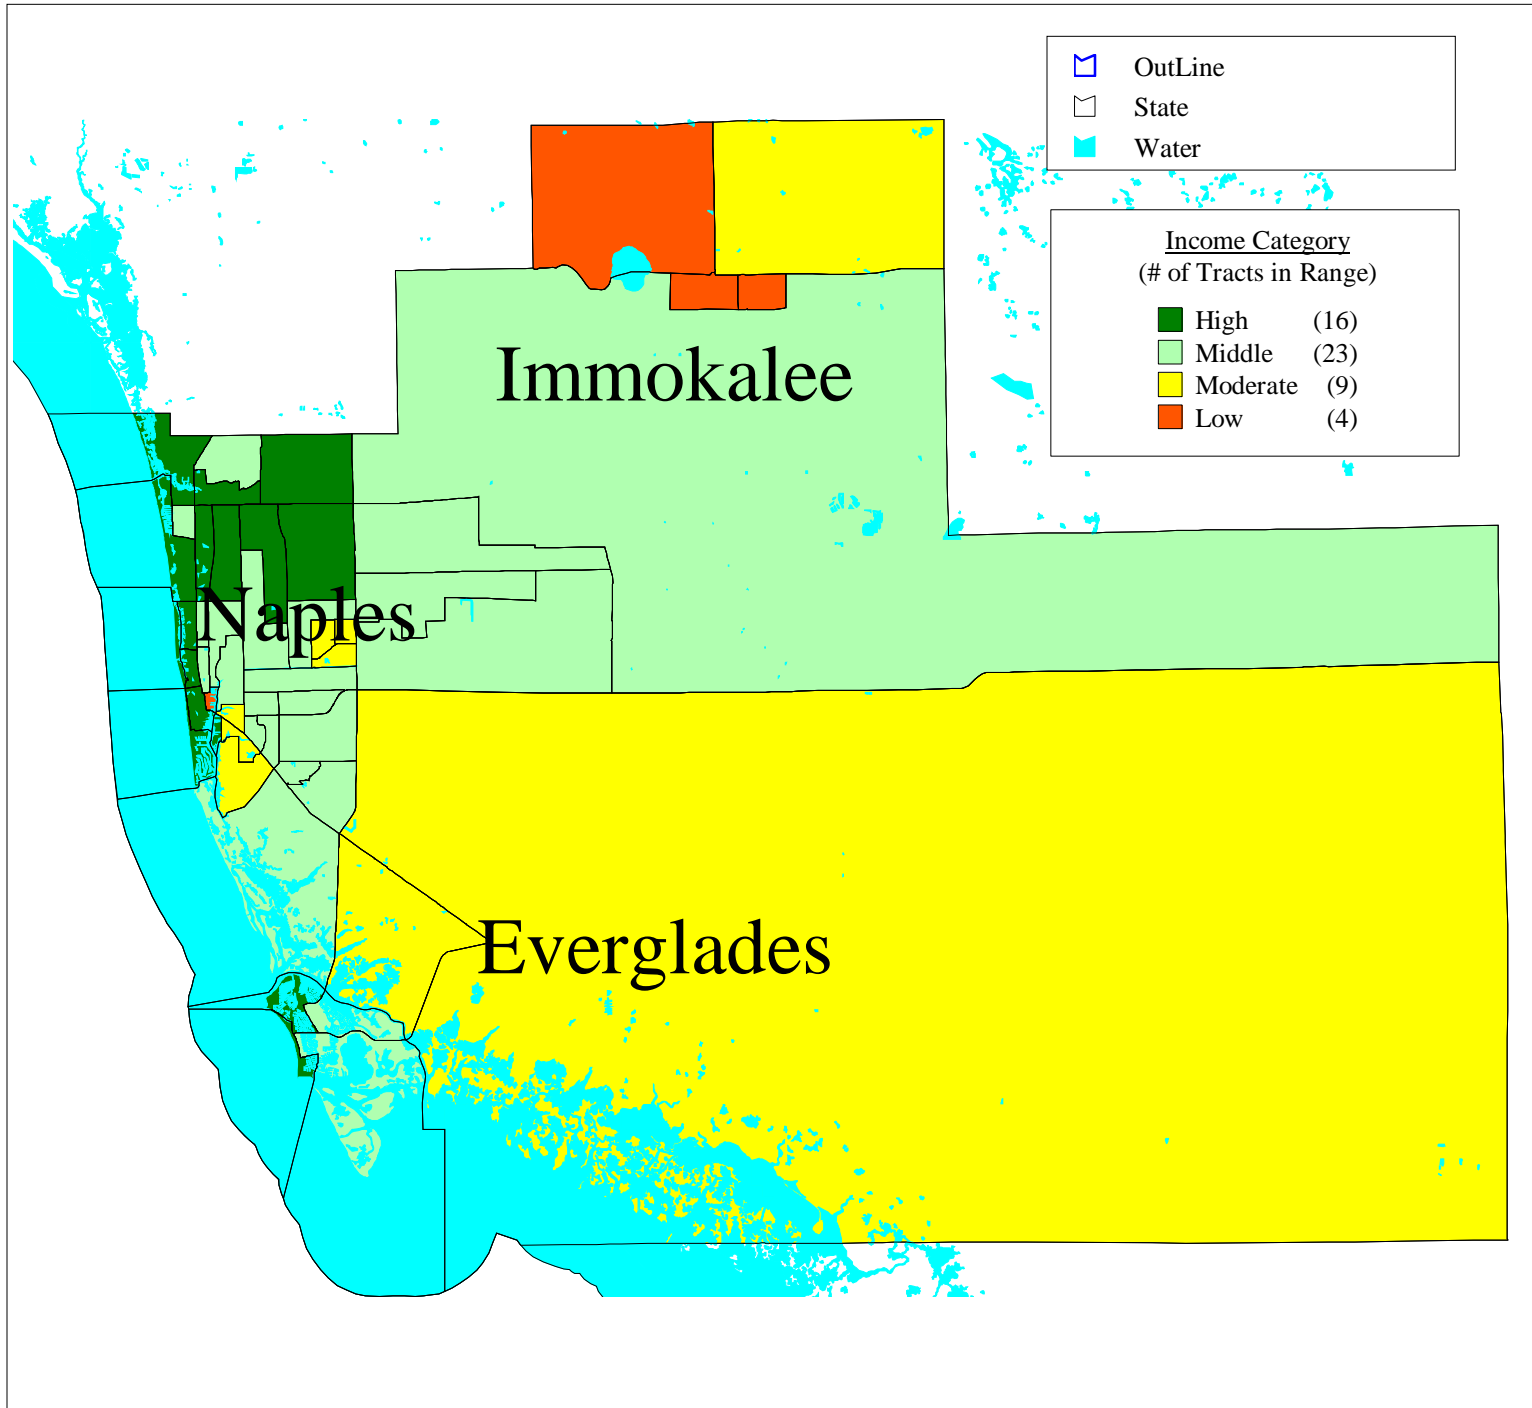 OutLine
State
Water
Income Category
(# of Tracts in Range)
High (16)
Middle (23)
Moderate (9)
Low (4)
Immokalee
Naples
Everglades